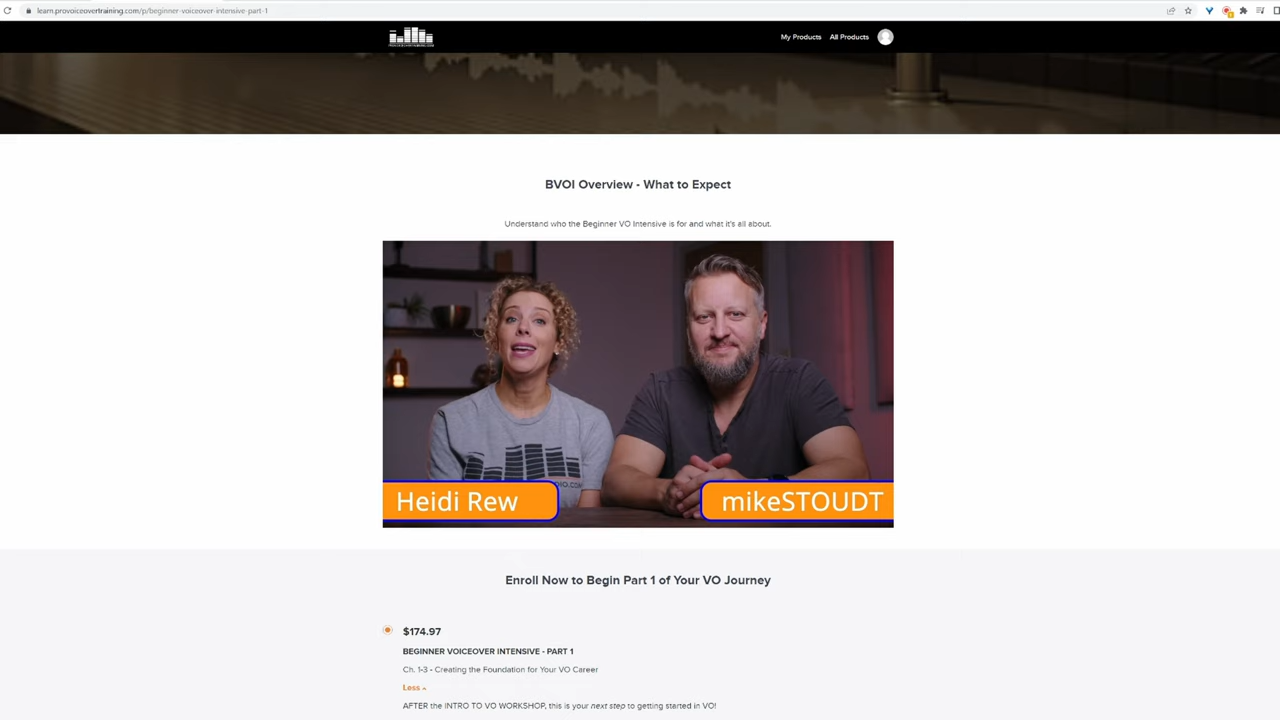 learn.provoiceovertraining.com/p/beginner-voiceover-intensive-part-1
My Products
All Products
BVOI Overview - What to Expect
Understand who the Beginner VO Intensive is for and what it's all about.
Heidi Rew
mikeSTOUDT
Enroll Now to Begin Part 1 of Your VO Journey
$174.97
BEGINNER VOICEOVER INTENSIVE - PART 1
Ch. 1-3 - Creating the Foundation for Your VO Career
Less
AFTER the INTRO TO VO WORKSHOP, this is your next step to getting started in VO!